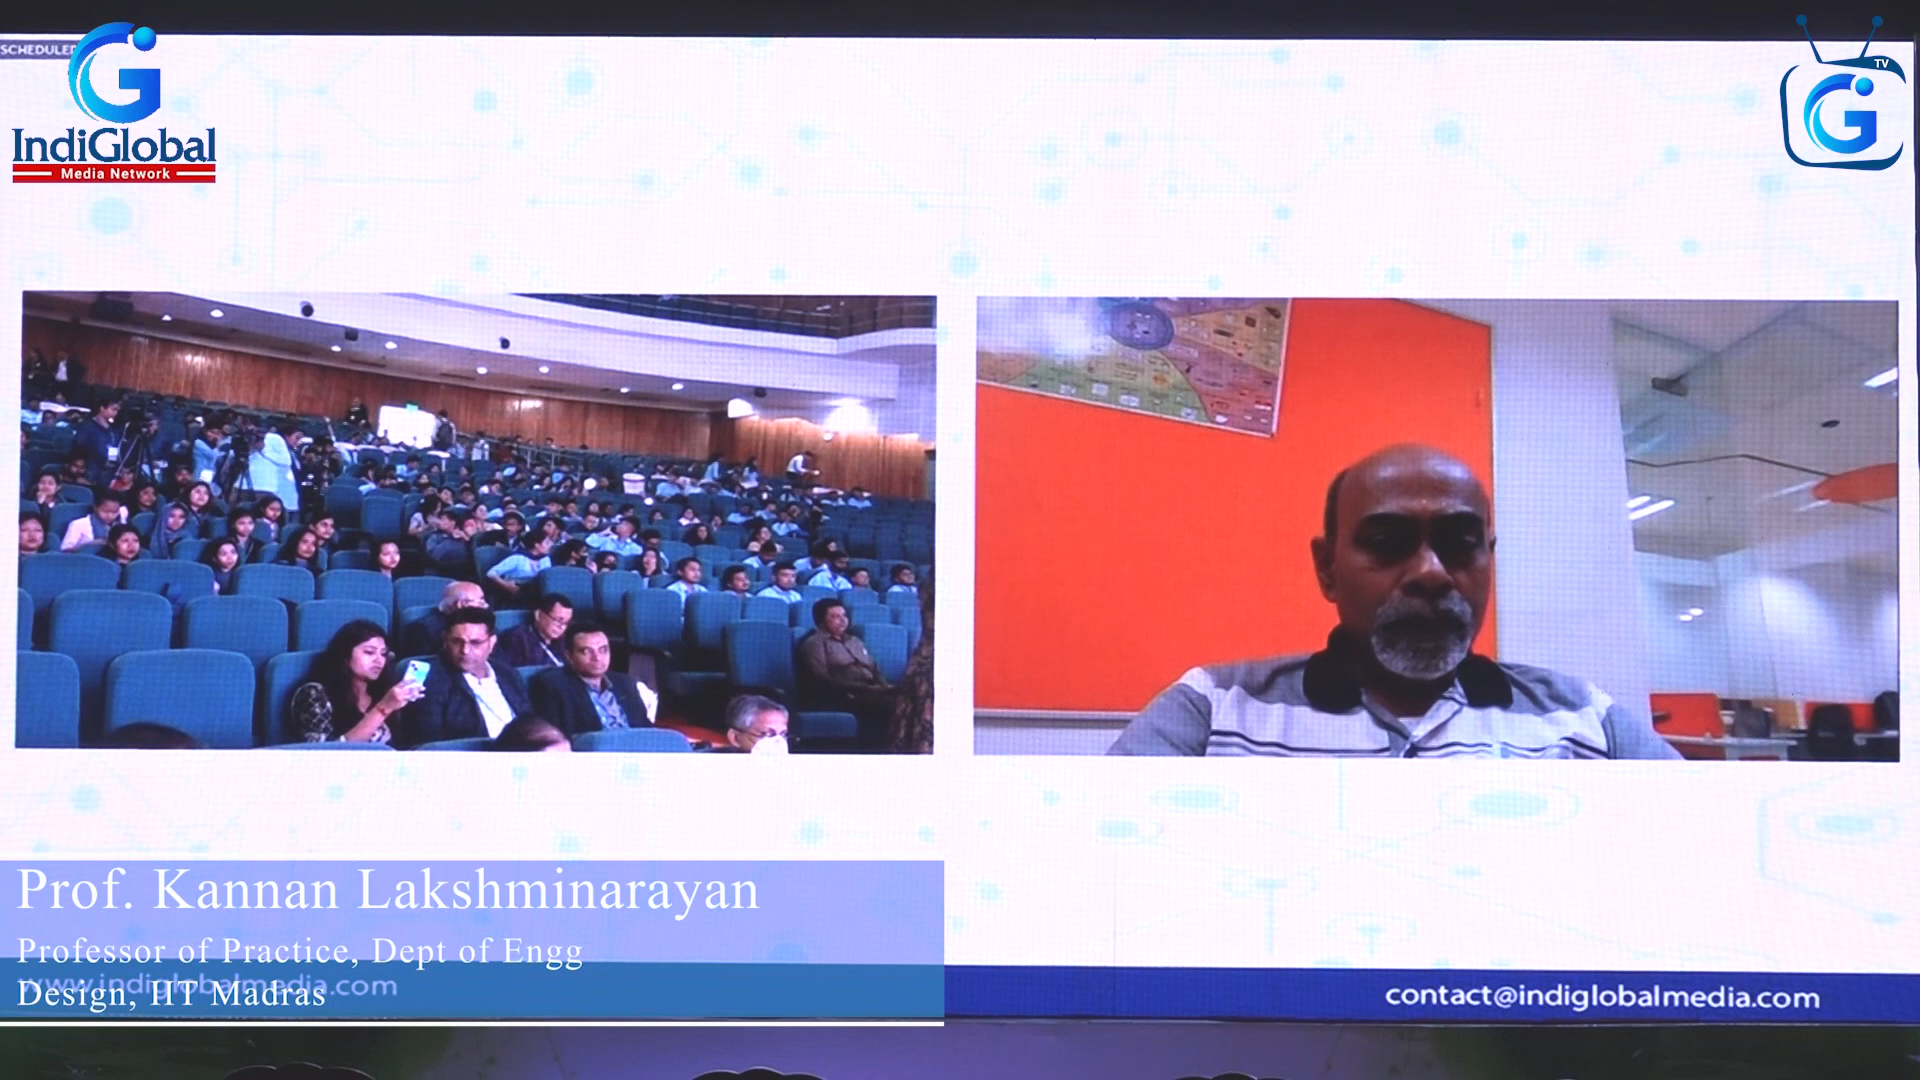 SCHEDULED
IndiGlobal
Media Network
TV
Prof. Kannan Lakshminarayan
Professor of Practice, Dept of Engg
Design, IIT Madras
www.indiglobalmedia.com
contact@indiglobalmedia.com